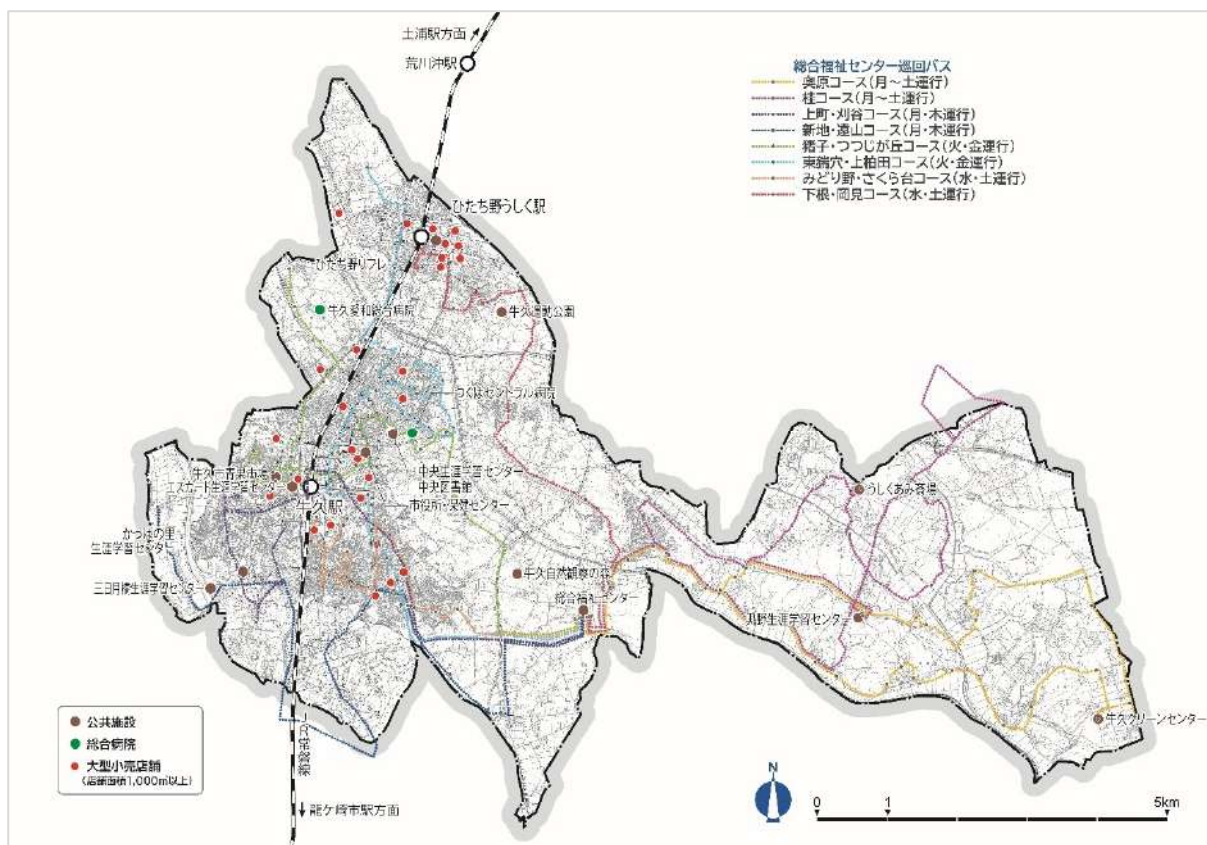 土浦駅方面
荒川沖駅
総合福祉センター巡回バス
奥原コース(月～土運行)
桂コース(月～土運行)
上町・刈谷コース(月・木運行)
新地・遠山コース(月・木運行)
猪子・つつじが丘コース(火・金運行)
東猯穴・上柏田コース(火・金運行)
みどり野・さくら台コース(水・土運行)
下根・岡見コース(水・土運行)
ひたち野うしく駅
ひたち野リフレ
牛久愛和総合病院
牛久運動公園
つくばセントラル病院
中央生涯学習センター
中央図書館
エスカード生涯学習センター
牛久駅
市役所・保健センター
かっぱの里
生涯学習センター
三日月橋生涯学習センター
牛久自然観察の森
総合福祉センター
うしくあみ斎場
奥野生涯学習センター
牛久クリーンセンター
公共施設
総合病院
大型小売店舗
(店舗面積1,000㎡以上)
JR常磐線
龍ケ崎市駅方面
N
0 1 5km